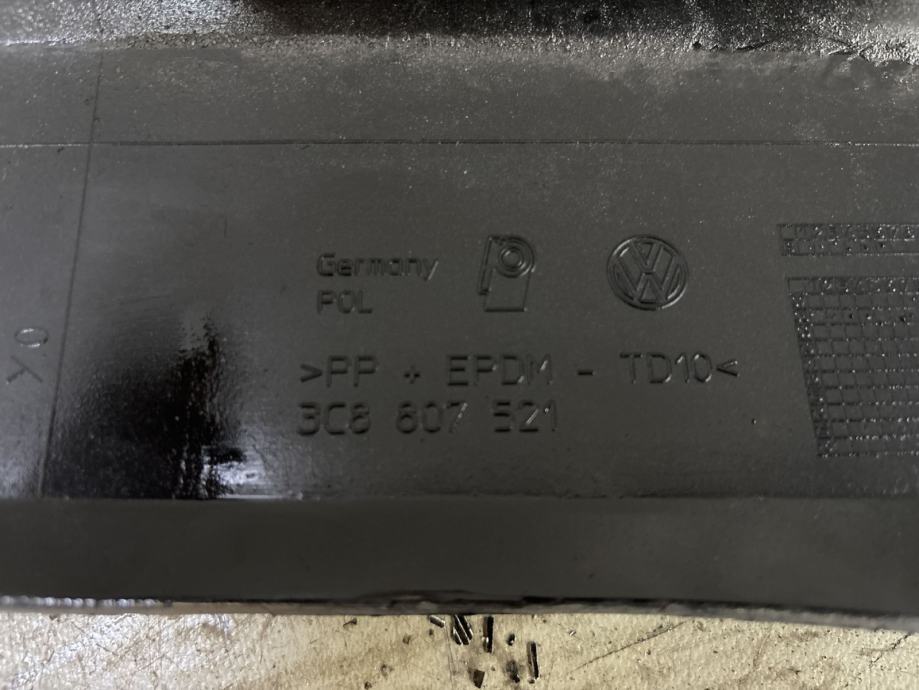 Germany
POL
>PP + EPDM - TD10<
3C8 807 521